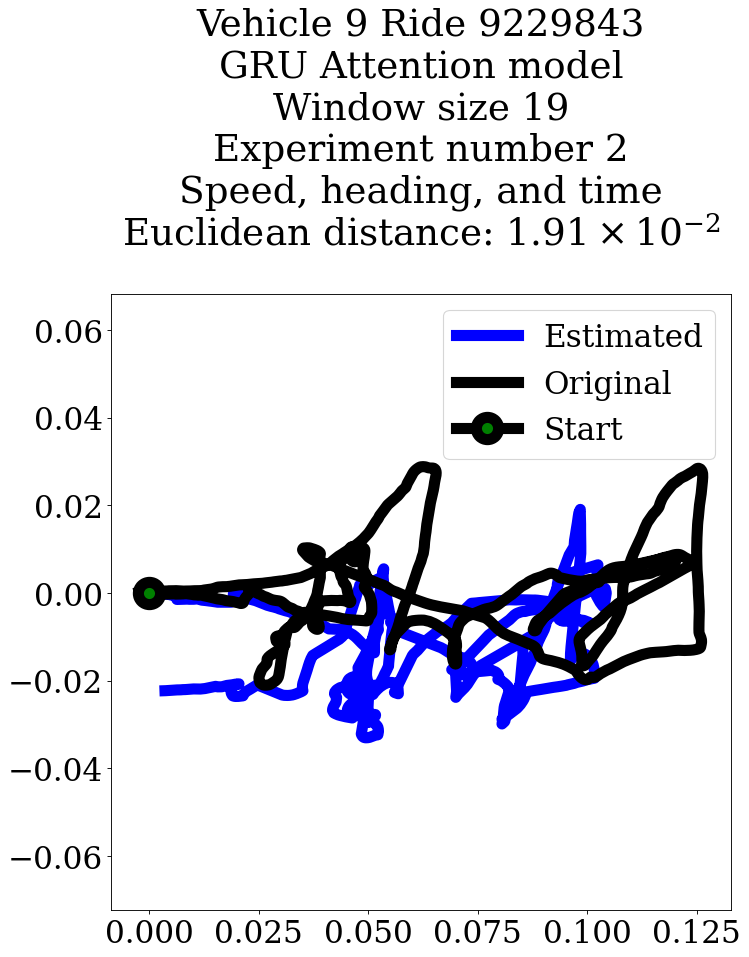 Vehicle 9 Ride 9229843
GRU Attention model
Window size 19
Experiment number 2
Speed, heading, and time
Euclidean distance: 1.91 × 10⁻²
Estimated
Original
Start
0.06
0.04
0.02
0.00
−0.02
−0.04
−0.06
0.000 0.025 0.050 0.075 0.100 0.125